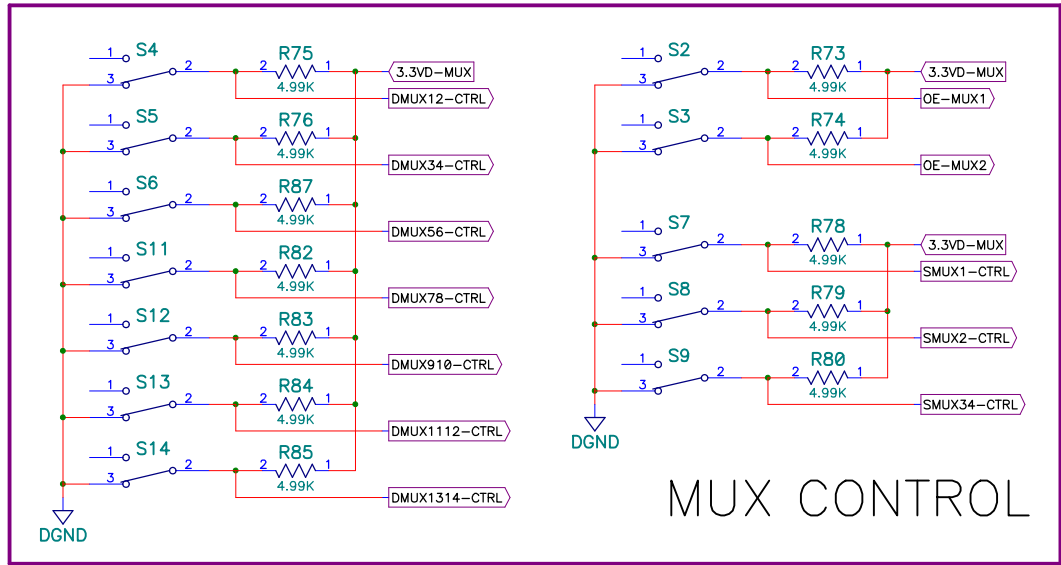 S4
1
3
2
R75
2
1
4.99K
3.3VD-MUX
DMUX12-CTRL
S5
1
3
2
R76
2
1
4.99K
DMUX34-CTRL
S6
1
3
2
R87
2
1
4.99K
DMUX56-CTRL
S11
1
3
2
R82
2
1
4.99K
DMUX78-CTRL
S12
1
3
2
R83
2
1
4.99K
DMUX910-CTRL
S13
1
3
2
R84
2
1
4.99K
DMUX1112-CTRL
S14
1
3
2
R85
2
1
4.99K
DMUX1314-CTRL
DGND
S2
1
3
2
R73
2
1
4.99K
3.3VD-MUX
OE-MUX1
S3
1
3
2
R74
2
1
4.99K
OE-MUX2
S7
1
3
2
R78
2
1
4.99K
3.3VD-MUX
SMUX1-CTRL
S8
1
3
2
R79
2
1
4.99K
SMUX2-CTRL
S9
1
3
2
R80
2
1
4.99K
SMUX34-CTRL
DGND
MUX CONTROL